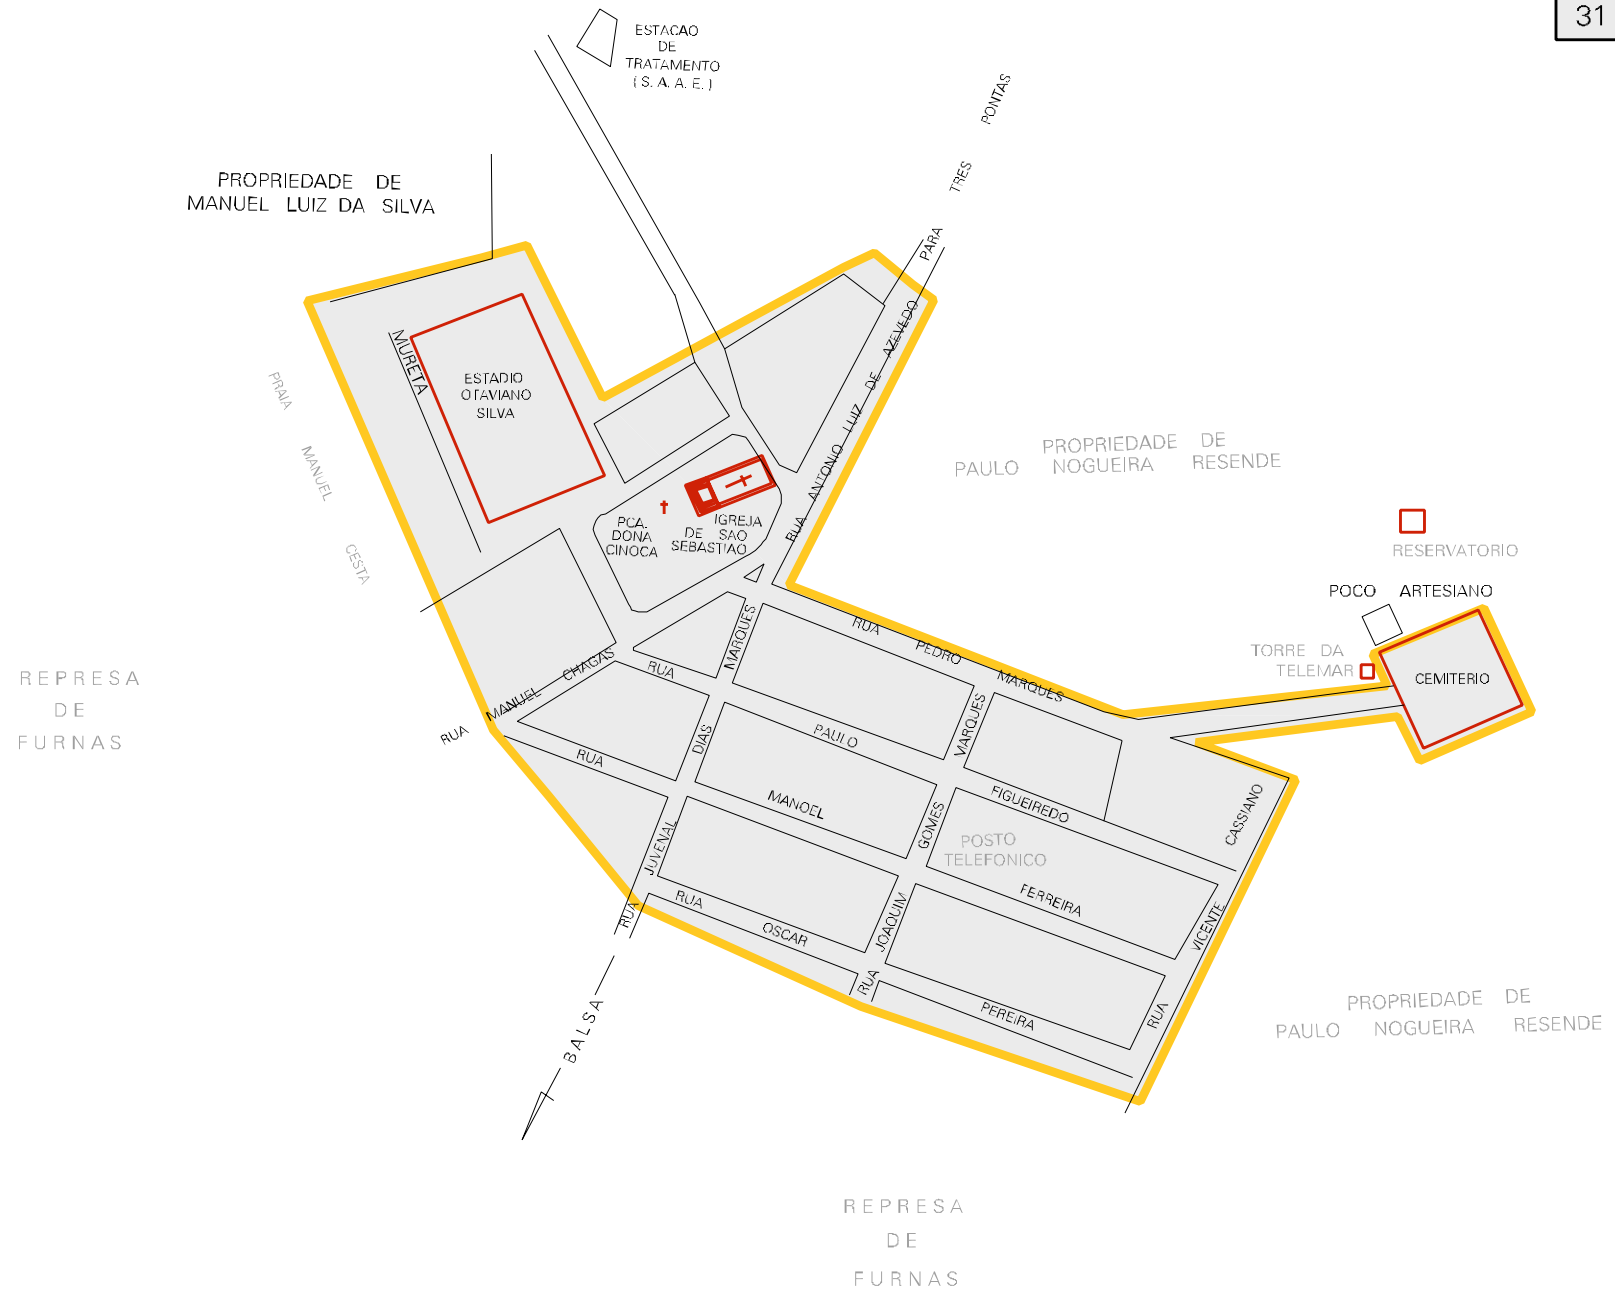 31
ESTACAO
DE
TRATAMENTO
( S. A. A. E. )
PARA TRES PONTAS
PROPRIEDADE DE
MANUEL LUIZ DA SILVA
MURETA
ESTADIO
OTAVIANO
SILVA
PRAIA MANUEL CESTA
RUA ANTONIO LUIZ DE AZEVEDO
PROPRIEDADE DE
PAULO NOGUEIRA RESENDE
PCA.
DONA
CINOCA
IGREJA
DE SAO
SEBASTIAO
RESERVATORIO
POCO ARTESIANO
TORRE DA
TELEMAR
CEMITERIO
RUA PEDRO MARQUES
RUA MANUEL CHAGAS
RUA PAULO FIGUEIREDO
RUA MANOEL FERREIRA
RUA OSCAR PEREIRA
RUA JUVENAL DIAS MARQUES
RUA JOAQUIM GOMES MARQUES
RUA VICENTE CASSIANO
POSTO
TELEFONICO
REPRESA
DE
FURNAS
BALSA
PROPRIEDADE DE
PAULO NOGUEIRA RESENDE
REPRESA
DE
FURNAS